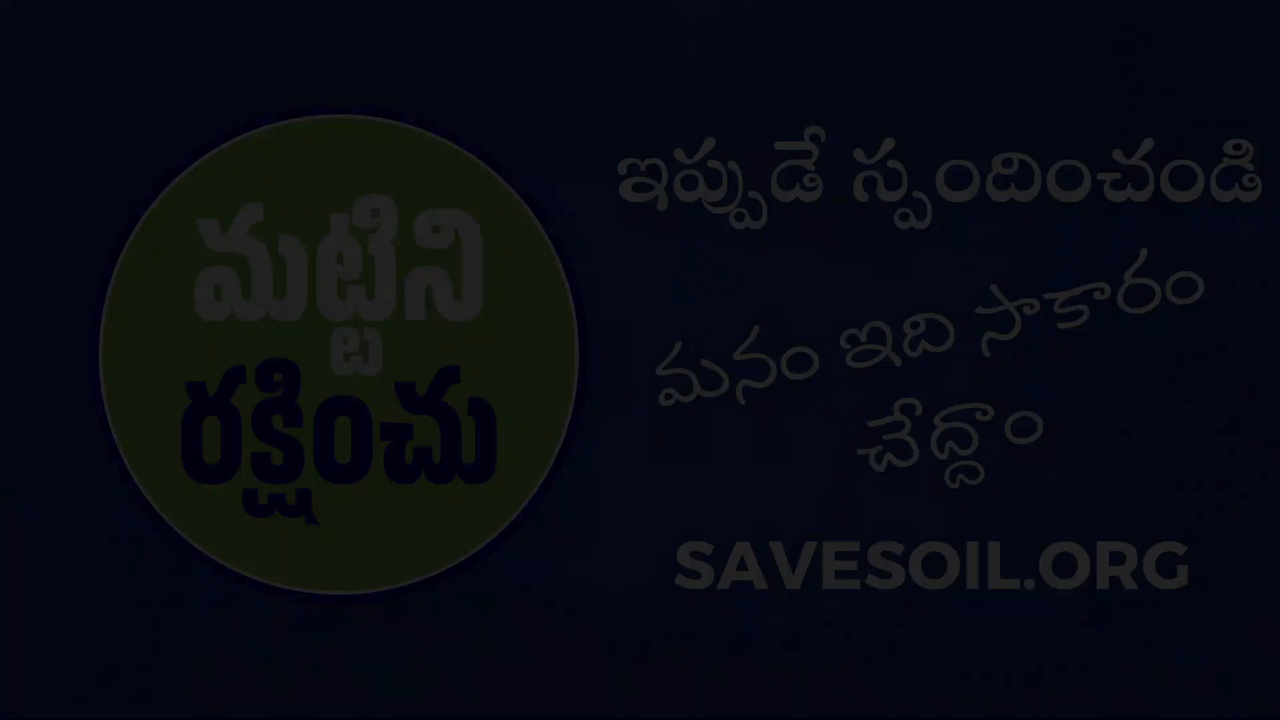 మట్టిని
రక్షించు
ఇప్పుడే స్పందించండి
మనం ఇది సాకారం
చేద్దాం
SAVESOIL.ORG